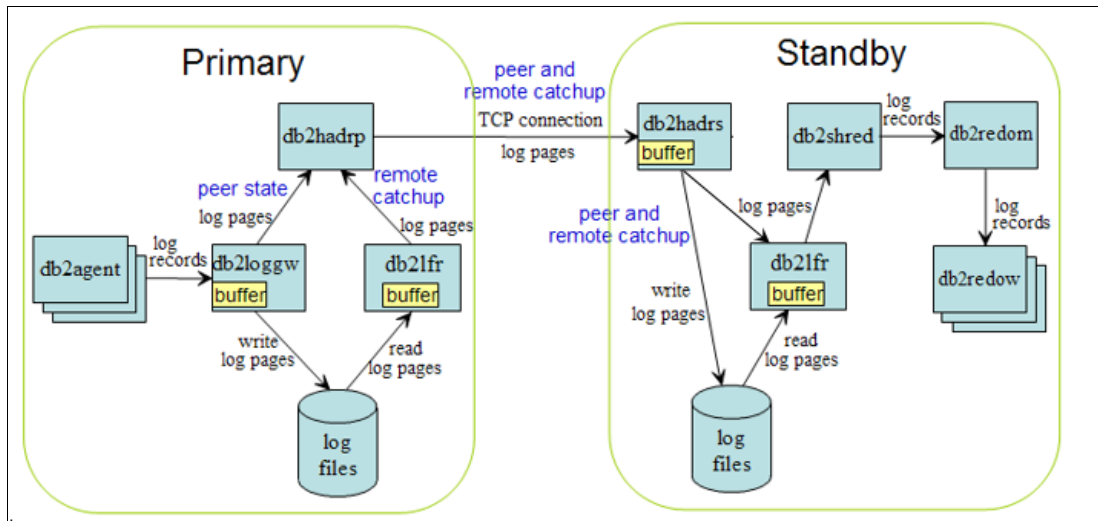 Primary
db2hadrp
peer state
log pages
remote
catchup
log pages
db2agent
log
records
db2loggw
buffer
db2lfr
buffer
write
log pages
read
log pages
log
files
peer and
remote catchup
TCP connection
log pages
Standby
db2hadrs
buffer
db2shred
log
records
db2redom
peer and
remote catchup
log pages
log
records
db2lfr
buffer
db2redow
write
log pages
read
log pages
log
files